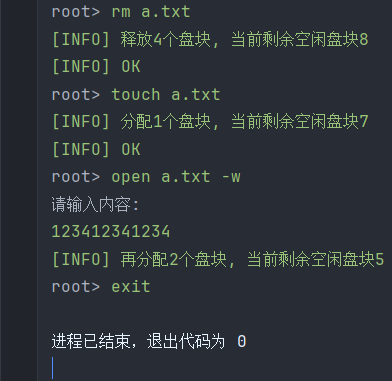 root> rm a.txt
[INFO] 释放4个盘块, 当前剩余空闲盘块8
[INFO] OK
root> touch a.txt
[INFO] 分配1个盘块, 当前剩余空闲盘块7
[INFO] OK
root> open a.txt -w
请输入内容:
123412341234
[INFO] 再分配2个盘块, 当前剩余空闲盘块5
root> exit
进程已结束，退出代码为 0